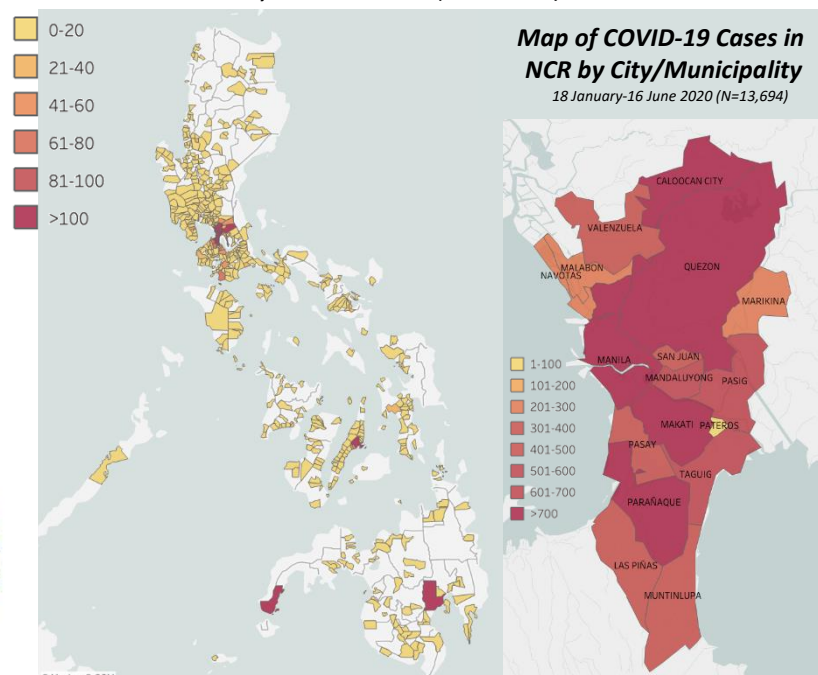 0-20
21-40
41-60
61-80
81-100
>100
Map of COVID-19 Cases in
NCR by City/Municipality
18 January-16 June 2020 (N=13,694)
CALOOCAN CITY
VALENZUELA
MALABON
NAVOTAS
QUEZON
MARIKINA
MANILA
SAN JUAN
MANDALUYONG
PASIG
MAKATI
PATEROS
PASAY
TAGUIG
PARAÑAQUE
LAS PIÑAS
MUNTINLUPA
1-100
101-200
201-300
301-400
401-500
501-600
601-700
>700